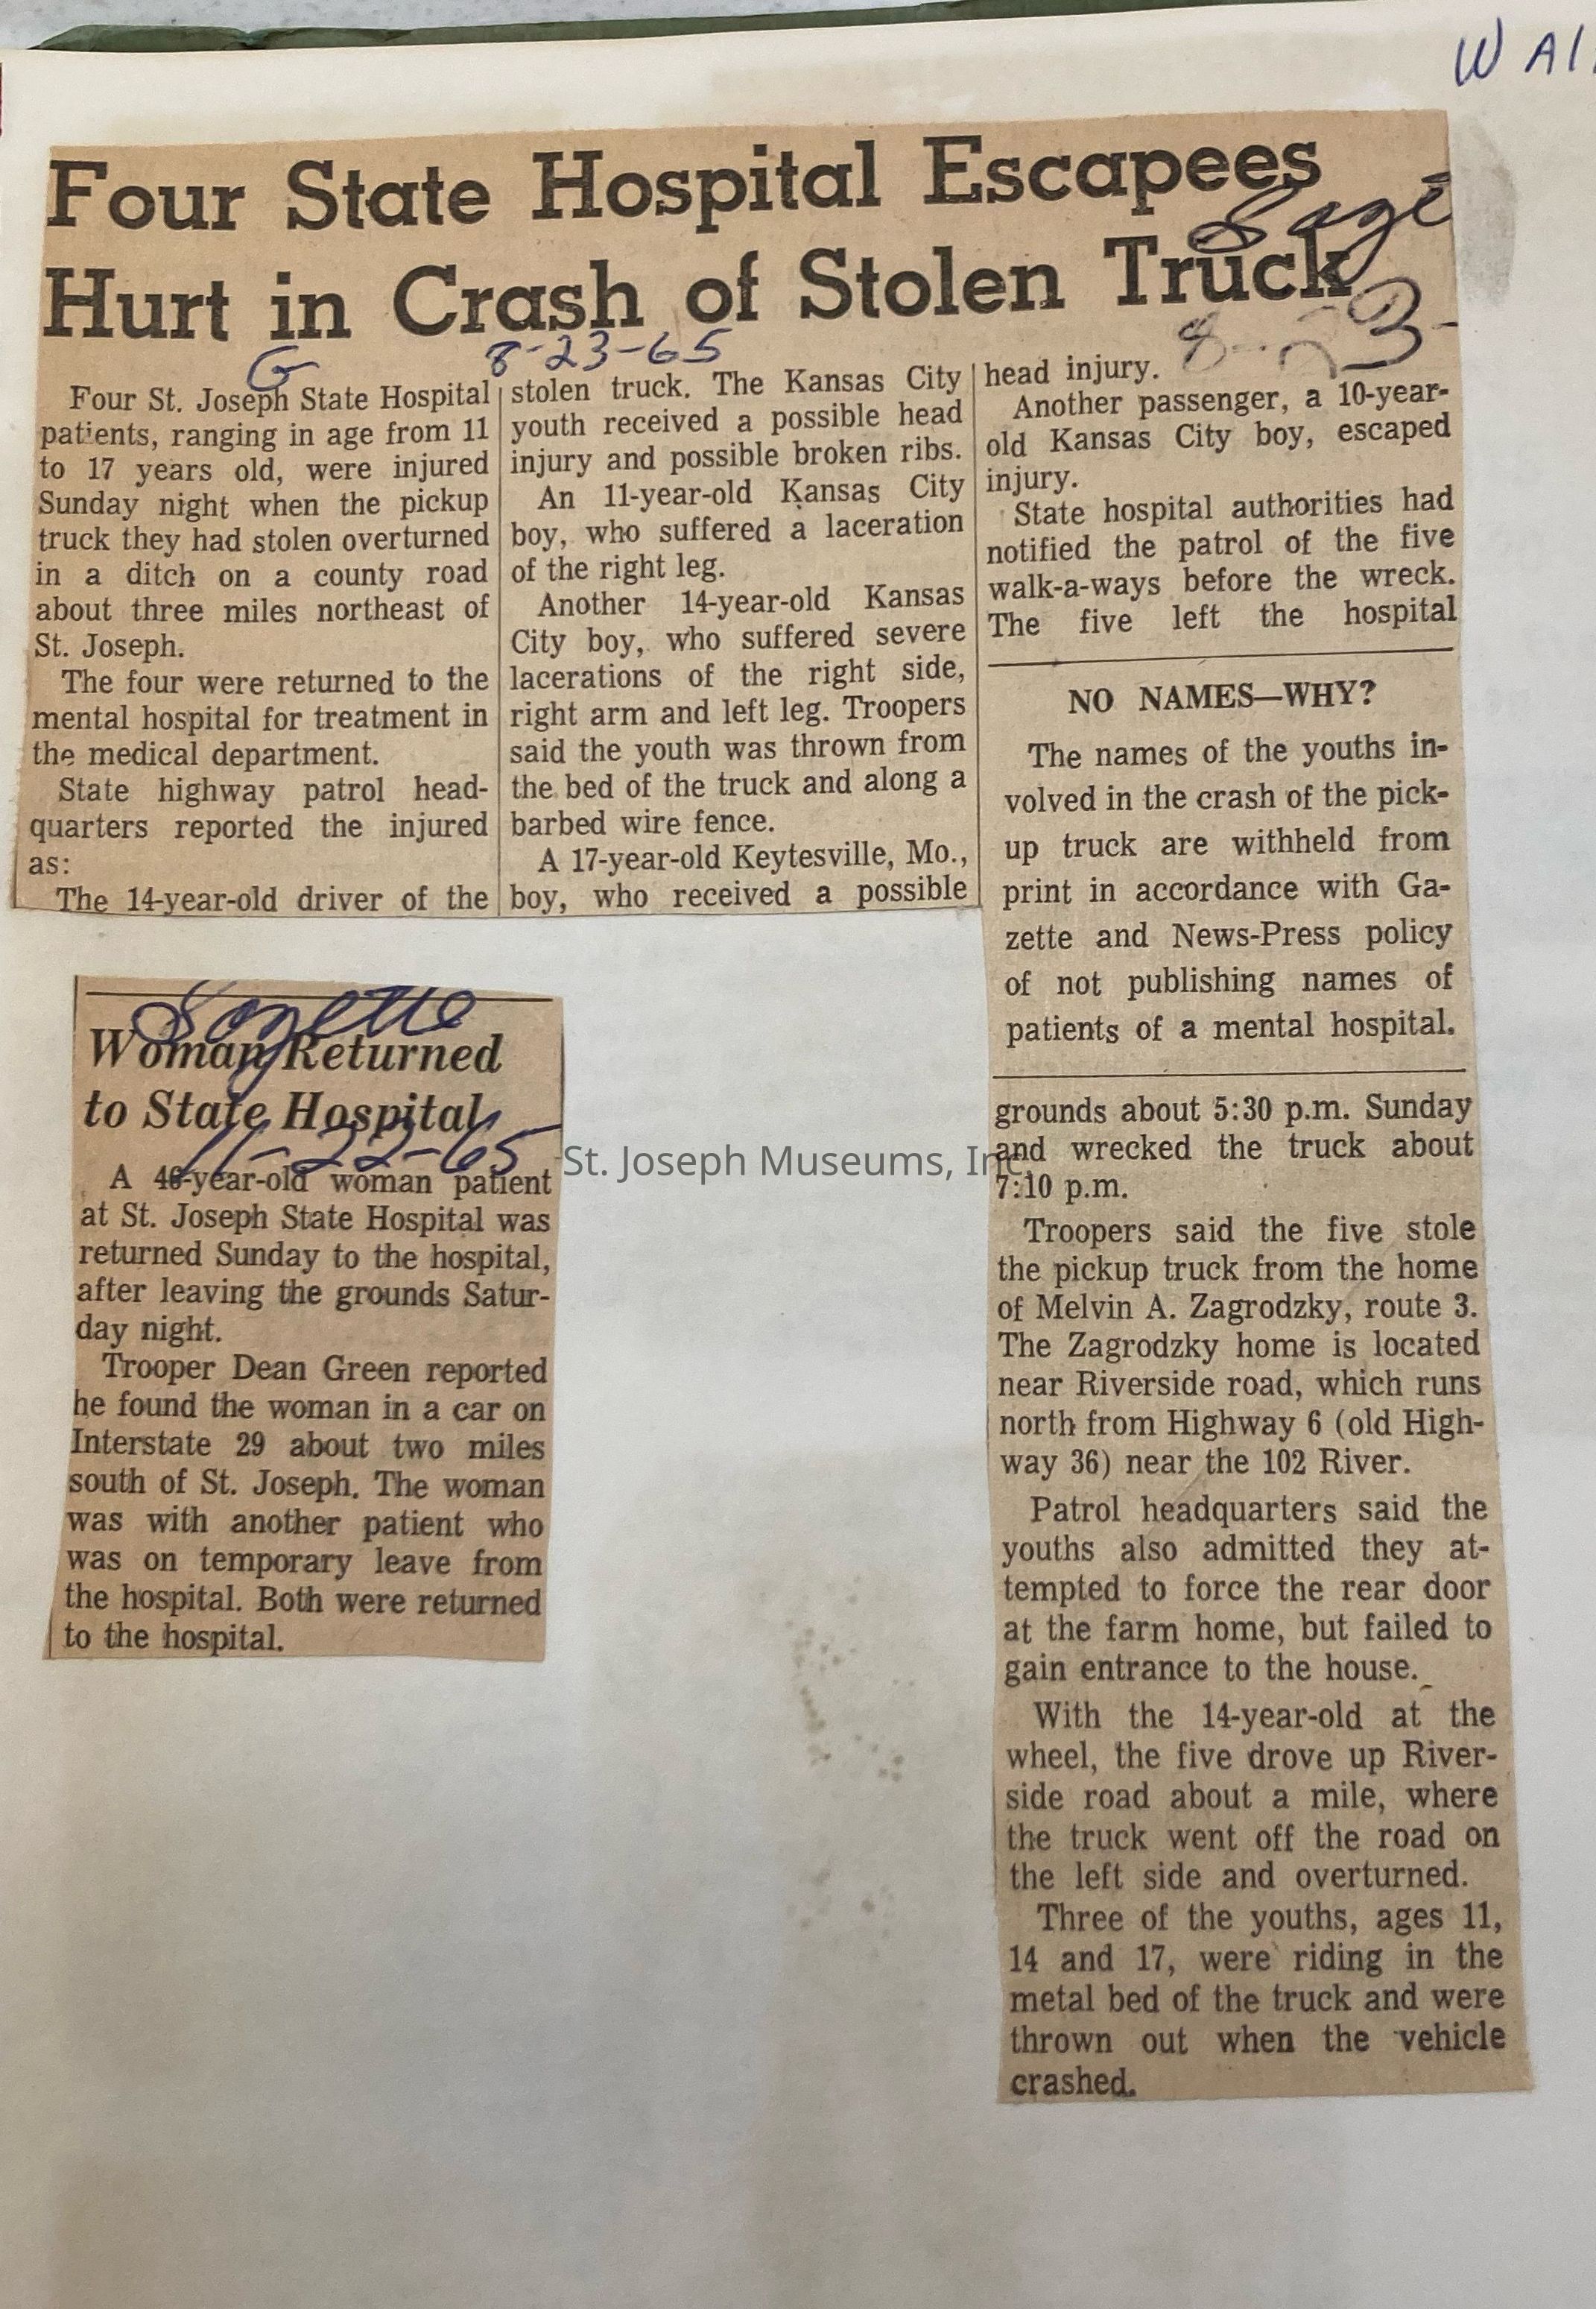 WAI
Four State Hospital Escapees
Hurt in Crash of Stolen Truck
Gaze
8-23-
G
8-23-65
Four St. Joseph State Hospital
patients, ranging in age from 11
to 17 years old, were injured
Sunday night when the pickup
truck they had stolen overturned
in a ditch on a county road
about three miles northeast of
St. Joseph.
The four were returned to the
mental hospital for treatment in
the medical department.
State highway patrol head-
quarters reported the injured
as:
The 14-year-old driver of the
stolen truck. The Kansas City
youth received a possible head
injury and possible broken ribs.
An 11-year-old Kansas City
boy, who suffered a laceration
of the right leg.
Another 14-year-old Kansas
City boy, who suffered severe
lacerations of the right side,
right arm and left leg. Troopers
said the youth was thrown from
the bed of the truck and along a
barbed wire fence.
A 17-year-old Keytesville, Mo.,
boy, who received a possible
head injury.
Another passenger, a 10-year-
old Kansas City boy, escaped
injury.
State hospital authorities had
notified the patrol of the five
walk-a-ways before the wreck.
The five left the hospital
NO NAMES—WHY?
The names of the youths in-
volved in the crash of the pick-
up truck are withheld from
print in accordance with Ga-
zette and News-Press policy
of not publishing names of
patients of a mental hospital.
grounds about 5:30 p.m. Sunday
and wrecked the truck about
7:10 p.m.
Troopers said the five stole
the pickup truck from the home
of Melvin A. Zagrodzky, route 3.
The Zagrodzky home is located
near Riverside road, which runs
north from Highway 6 (old High-
way 36) near the 102 River.
Patrol headquarters said the
youths also admitted they at-
tempted to force the rear door
at the farm home, but failed to
gain entrance to the house.
With the 14-year-old at the
wheel, the five drove up River-
side road about a mile, where
the truck went off the road on
the left side and overturned.
Three of the youths, ages 11,
14 and 17, were riding in the
metal bed of the truck and were
thrown out when the vehicle
crashed.
Gazette
Woman Returned
to State Hospital
11-22-65
A woman patient
at St. Joseph State Hospital was
returned Sunday to the hospital,
after leaving the grounds Satur-
day night.
Trooper Dean Green reported
he found the woman in a car on
Interstate 29 about two miles
south of St. Joseph. The woman
was with another patient who
was on temporary leave from
the hospital. Both were returned
to the hospital.
St. Joseph Museums, Inc.